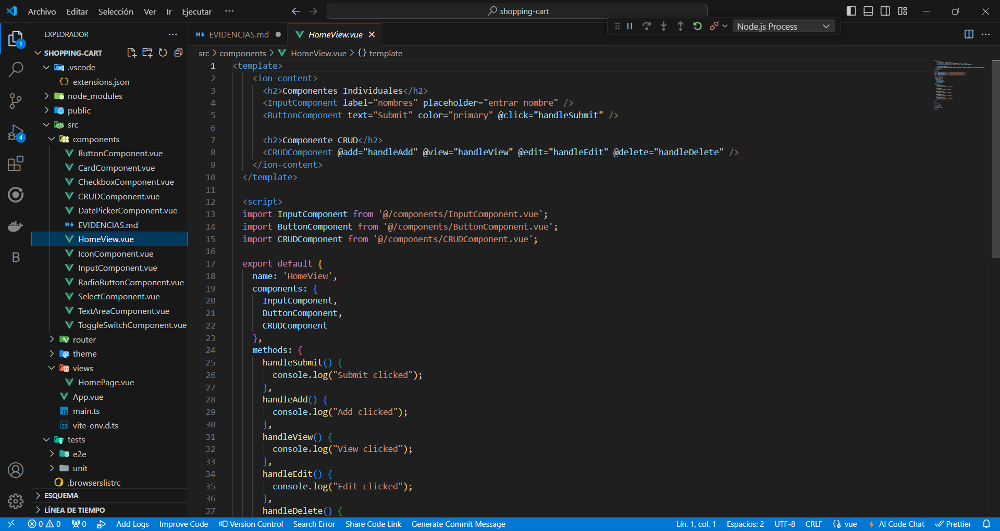 Archivo Editar Selección Ver Ir Ejecutar ···
shopping-cart
Node.js Process
EXPLORADOR
SHOPPING-CART
.vscode
extensions.json
node_modules
public
src
components
ButtonComponent.vue
CardComponent.vue
CheckboxComponent.vue
CRUDComponent.vue
DatePickerComponent.vue
EVIDENCIAS.md
HomeView.vue
IconComponent.vue
InputComponent.vue
RadioButtonComponent.vue
SelectComponent.vue
TextAreaComponent.vue
ToggleSwitchComponent.vue
router
theme
views
HomePage.vue
App.vue
main.ts
vite-env.d.ts
tests
e2e
unit
.browserslistrc
ESQUEMA
LÍNEA DE TIEMPO
1
4
B
EVIDENCIAS.md
HomeView.vue
src > components > HomeView.vue > {} template
1 <template>
2 <ion-content>
3 <h2>Componentes Individuales</h2>
4 <InputComponent label="nombres" placeholder="entrar nombre" />
5 <ButtonComponent text="Submit" color="primary" @click="handleSubmit" />
6
7 <h2>Componente CRUD</h2>
8 <CRUDComponent @add="handleAdd" @view="handleView" @edit="handleEdit" @delete="handleDelete" />
9 </ion-content>
10 </template>
11
12 <script>
13 import InputComponent from '@/components/InputComponent.vue';
14 import ButtonComponent from '@/components/ButtonComponent.vue';
15 import CRUDComponent from '@/components/CRUDComponent.vue';
16
17 export default {
18 name: 'HomeView',
19 components: {
20 InputComponent,
21 ButtonComponent,
22 CRUDComponent
23 },
24 methods: {
25 handleSubmit() {
26 console.log("Submit clicked");
27 },
28 handleAdd() {
29 console.log("Add clicked");
30 },
31 handleView() {
32 console.log("View clicked");
33 },
34 handleEdit() {
35 console.log("Edit clicked");
36 },
37 handleDelete() {
0 0 0 Add Logs Improve Code Version Control Search Error Share Code Link Generate Commit Message Lín. 1, col. 1 Espacios: 2 UTF-8 CRLF {} vue AI Code Chat Prettier